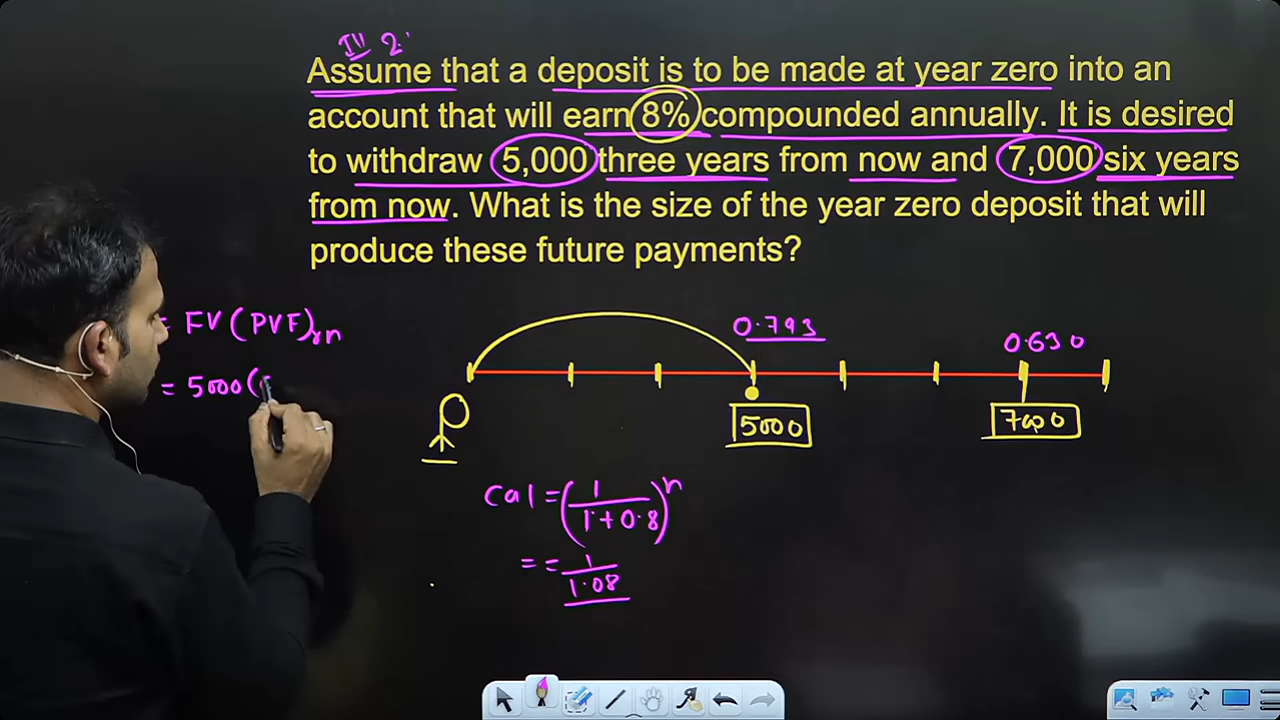 Ill 2.
Assume that a deposit is to be made at year zero into an
account that will earn 8% compounded annually. It is desired
to withdraw 5,000 three years from now and 7,000 six years
from now. What is the size of the year zero deposit that will
produce these future payments?
= FV (PVF)rn
0.793
0.630
= 5000 (
5000
7000
Cal = (1/1+0.8)n
= = 1/1.08